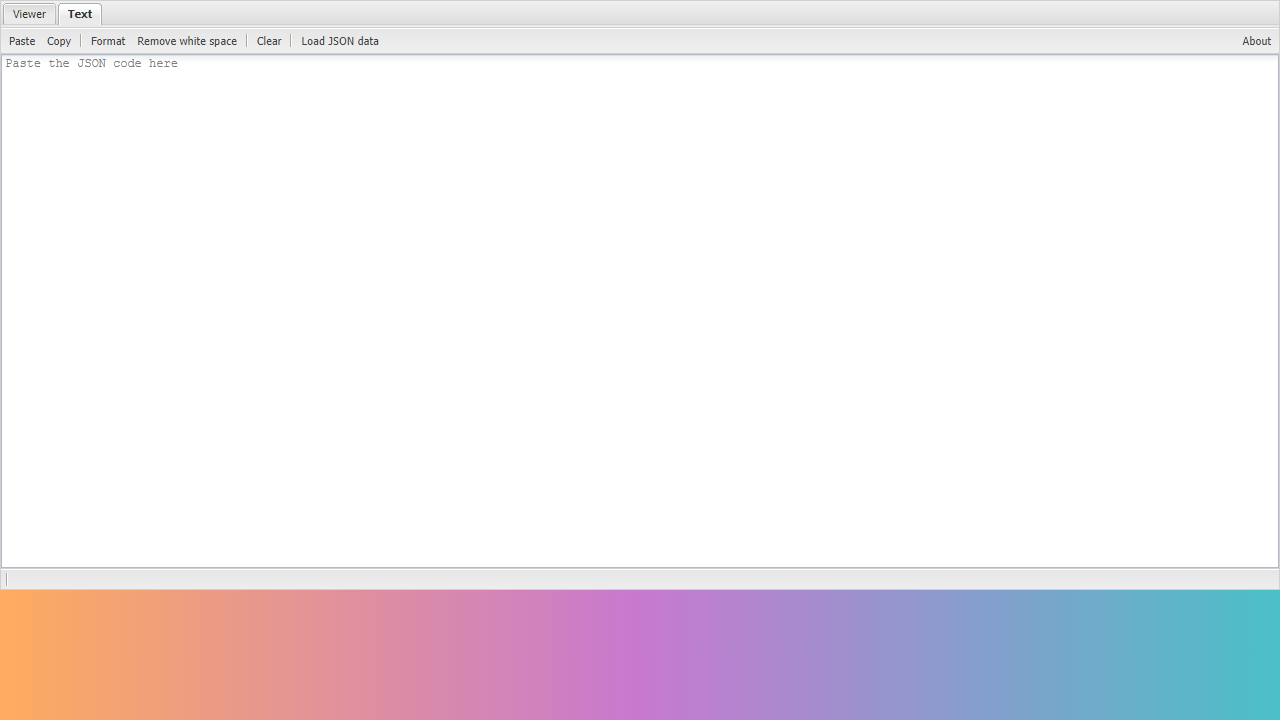 Viewer Text
Paste Copy Format Remove white space Clear Load JSON data About
Paste the JSON code here